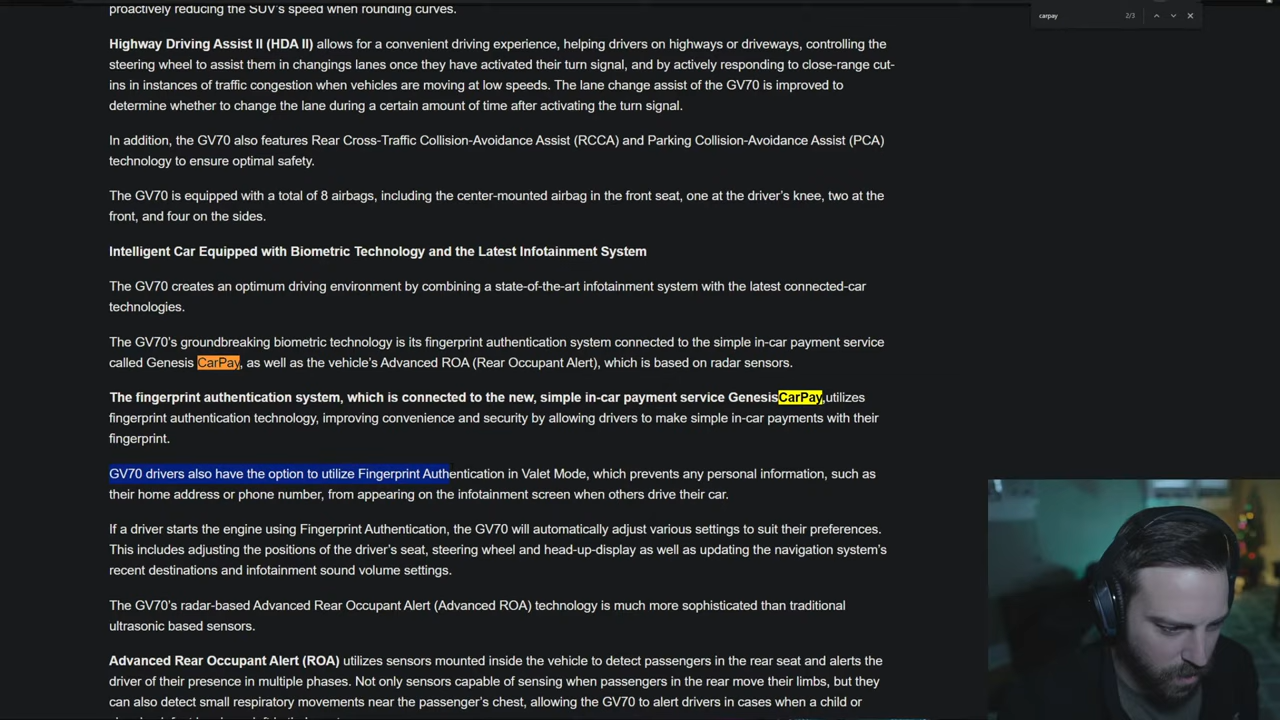 proactively reducing the SUV's speed when rounding curves.
carpay 2/3
Highway Driving Assist II (HDA II) allows for a convenient driving experience, helping drivers on highways or driveways, controlling the
steering wheel to assist them in changings lanes once they have activated their turn signal, and by actively responding to close-range cut-
ins in instances of traffic congestion when vehicles are moving at low speeds. The lane change assist of the GV70 is improved to
determine whether to change the lane during a certain amount of time after activating the turn signal.
In addition, the GV70 also features Rear Cross-Traffic Collision-Avoidance Assist (RCCA) and Parking Collision-Avoidance Assist (PCA)
technology to ensure optimal safety.
The GV70 is equipped with a total of 8 airbags, including the center-mounted airbag in the front seat, one at the driver's knee, two at the
front, and four on the sides.
Intelligent Car Equipped with Biometric Technology and the Latest Infotainment System
The GV70 creates an optimum driving environment by combining a state-of-the-art infotainment system with the latest connected-car
technologies.
The GV70's groundbreaking biometric technology is its fingerprint authentication system connected to the simple in-car payment service
called Genesis CarPay, as well as the vehicle's Advanced ROA (Rear Occupant Alert), which is based on radar sensors.
The fingerprint authentication system, which is connected to the new, simple in-car payment service GenesisCarPay,utilizes
fingerprint authentication technology, improving convenience and security by allowing drivers to make simple in-car payments with their
fingerprint.
GV70 drivers also have the option to utilize Fingerprint Authentication in Valet Mode, which prevents any personal information, such as
their home address or phone number, from appearing on the infotainment screen when others drive their car.
If a driver starts the engine using Fingerprint Authentication, the GV70 will automatically adjust various settings to suit their preferences.
This includes adjusting the positions of the driver's seat, steering wheel and head-up-display as well as updating the navigation system's
recent destinations and infotainment sound volume settings.
The GV70's radar-based Advanced Rear Occupant Alert (Advanced ROA) technology is much more sophisticated than traditional
ultrasonic based sensors.
Advanced Rear Occupant Alert (ROA) utilizes sensors mounted inside the vehicle to detect passengers in the rear seat and alerts the
driver of their presence in multiple phases. Not only sensors capable of sensing when passengers in the rear move their limbs, but they
can also detect small respiratory movements near the passenger's chest, allowing the GV70 to alert drivers in cases when a child or